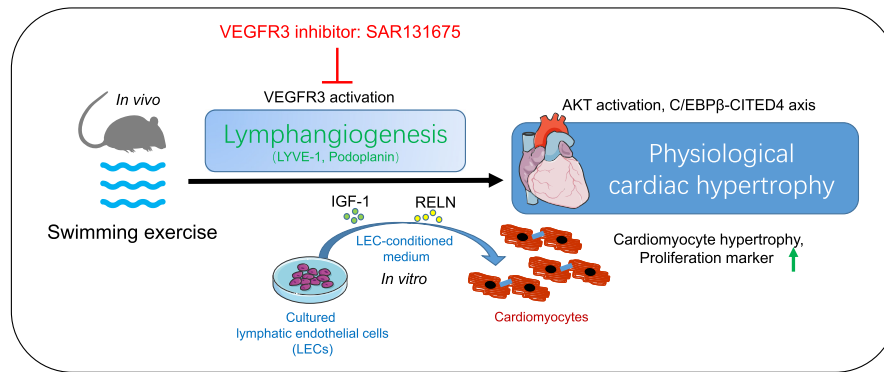 VEGFR3 inhibitor: SAR131675
In vivo
VEGFR3 activation
Lymphangiogenesis
(LYVE-1, Podoplanin)
AKT activation, C/EBPβ-CITED4 axis
Physiological
cardiac hypertrophy
Swimming exercise
IGF-1
RELN
LEC-conditioned
medium
In vitro
Cardiomyocyte hypertrophy,
Proliferation marker
Cultured
lymphatic endothelial cells
(LECs)
Cardiomyocytes